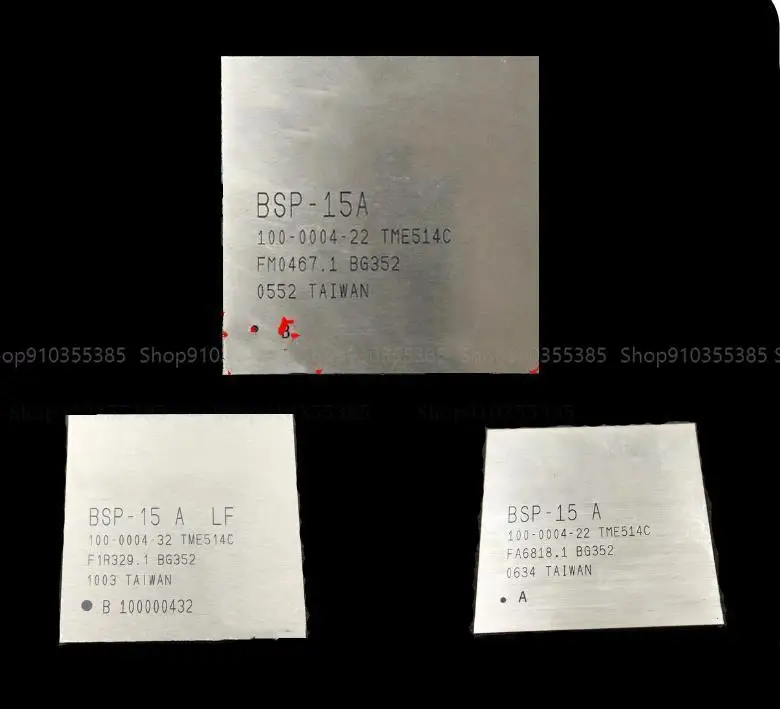 BSP-15A
100-0004-22 TME514C
FM0467.1 BG352
0552 TAIWAN
B
op910355385 Shop910355385 Shop910355385
Shop910355385 Shop910355385
BSP-15 A LF
100-0004-32 TME514C
F1R329.1 BG352
1003 TAIWAN
B 100000432
BSP-15 A
100-0004-22 TME514C
FA6818.1 BG352
0634 TAIWAN
A